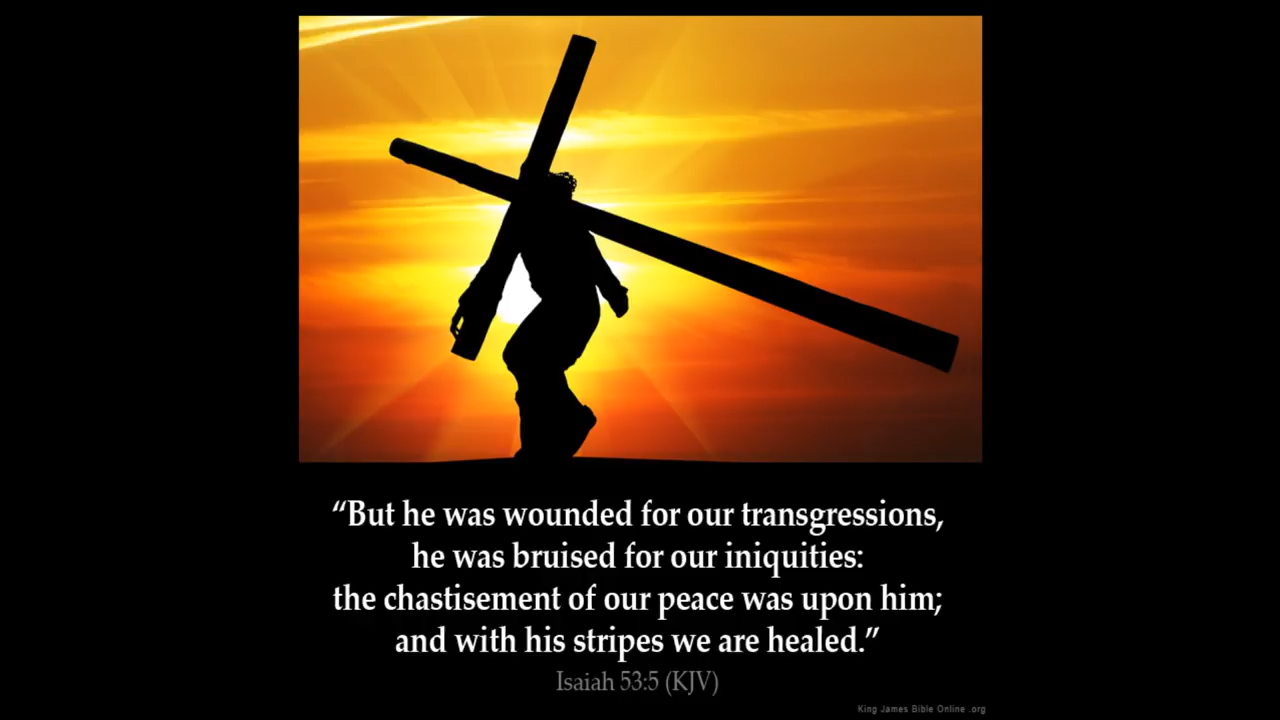 “But he was wounded for our transgressions,
he was bruised for our iniquities:
the chastisement of our peace was upon him;
and with his stripes we are healed.”
Isaiah 53:5 (KJV)
King James Bible Online .org